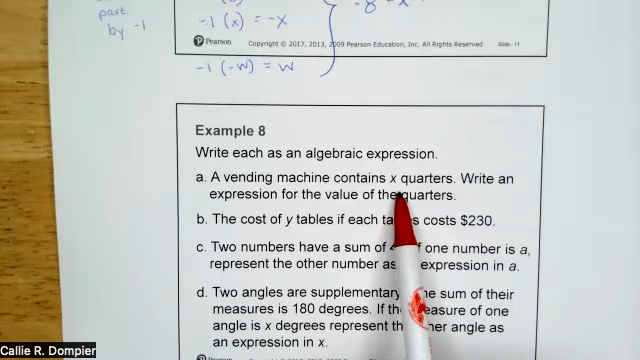 part
by -1
-1 (x) = -x
-8 - x
Pearson Copyright © 2017, 2013, 2009 Pearson Education, Inc. All Rights Reserved Slide - 11
-1 (-w) = w
Example 8
Write each as an algebraic expression.
a. A vending machine contains x quarters. Write an
expression for the value of the quarters.
b. The cost of y tables if each ta s costs $230.
c. Two numbers have a sum of f one number is a,
represent the other number as expression in a.
d. Two angles are supplementary he sum of their
measures is 180 degrees. If th easure of one
angle is x degrees represent th her angle as
an expression in x.
Callie R. Dompier